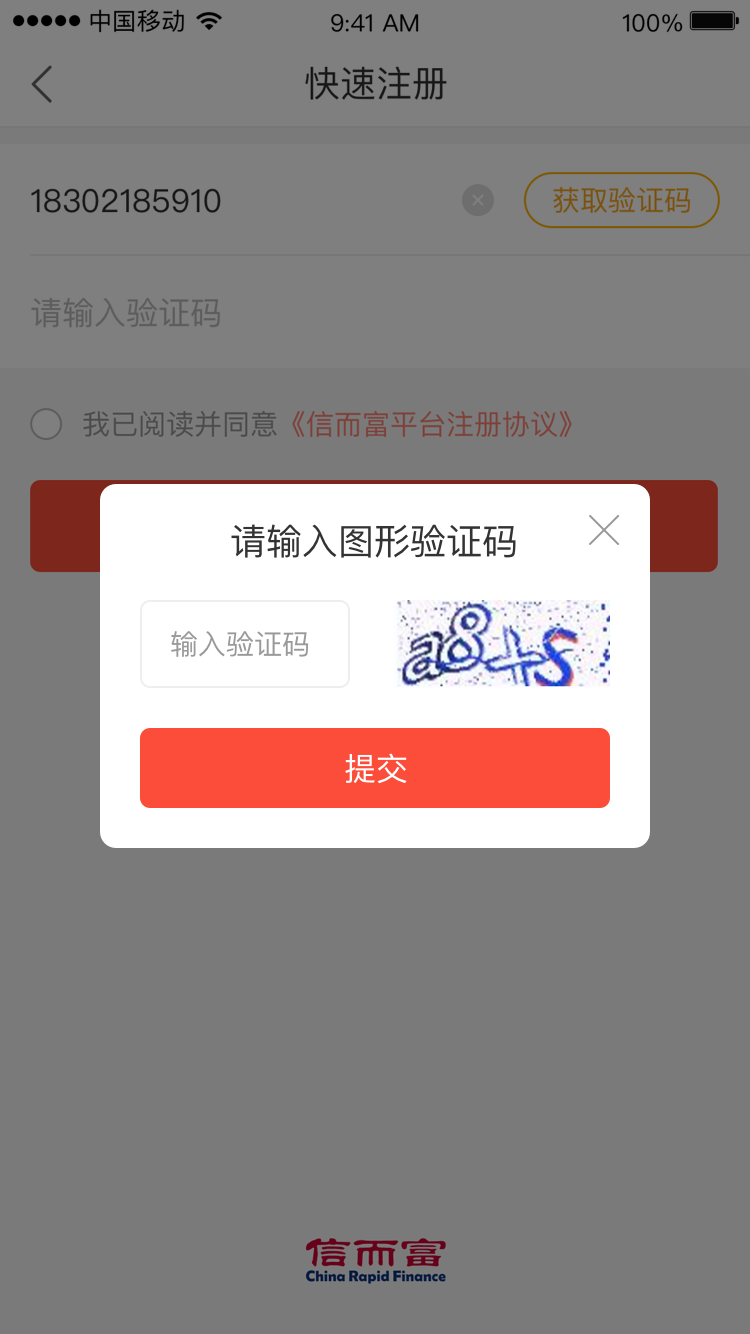 中国移动 9:41 AM 100%
快速注册
18302185910 获取验证码
请输入验证码
我已阅读并同意《信而富平台注册协议》
请输入图形验证码
输入验证码
提交
信而富
China Rapid Finance